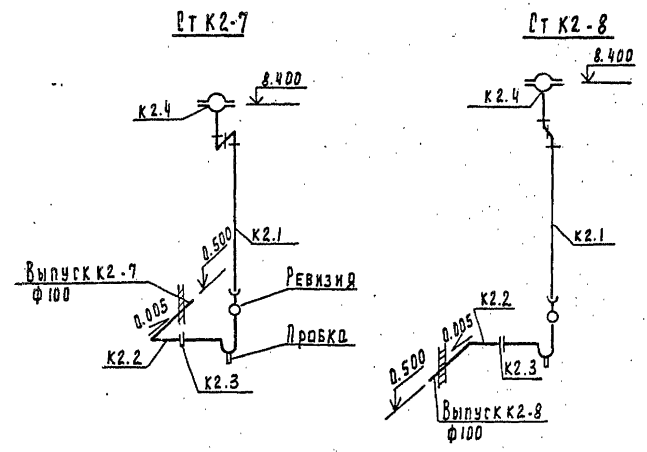 Ст К2-7
8.400
К2.4
К2.1
0.500
Выпуск К2-7
ф100
0.005
Ревизия
Пробка
К2.2
К2.3
Ст К2-8
8.400
К2.4
К2.1
К2.2
0.005
0.500
К2.3
Выпуск К2-8
ф100